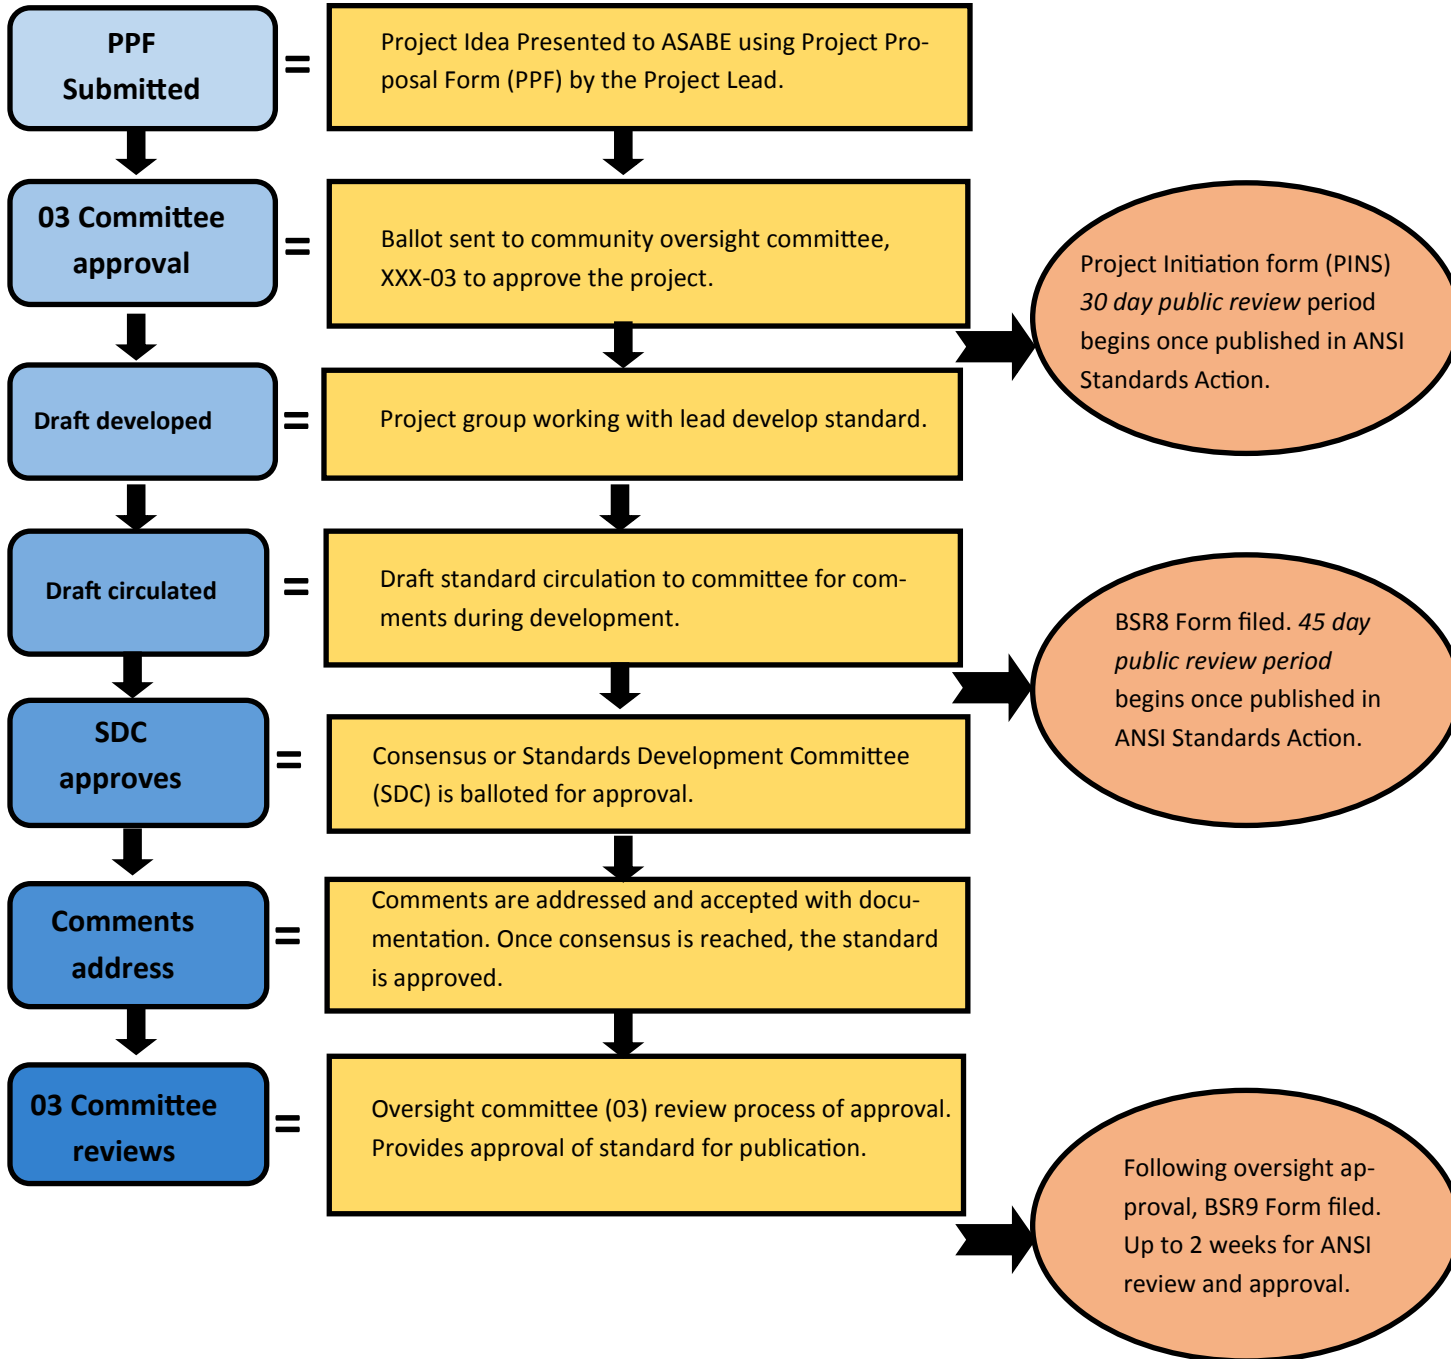 PPF
Submitted
=
Project Idea Presented to ASABE using Project Pro-
posal Form (PPF) by the Project Lead.
03 Committee
approval
=
Ballot sent to community oversight committee,
XXX-03 to approve the project.
Project Initiation form (PINS)
30 day public review period
begins once published in ANSI
Standards Action.
Draft developed
=
Project group working with lead develop standard.
Draft circulated
=
Draft standard circulation to committee for com-
ments during development.
BSR8 Form filed. 45 day
public review period
begins once published in
ANSI Standards Action.
SDC
approves
=
Consensus or Standards Development Committee
(SDC) is balloted for approval.
Comments
address
=
Comments are addressed and accepted with docu-
mentation. Once consensus is reached, the standard
is approved.
03 Committee
reviews
=
Oversight committee (03) review process of approval.
Provides approval of standard for publication.
Following oversight ap-
proval, BSR9 Form filed.
Up to 2 weeks for ANSI
review and approval.